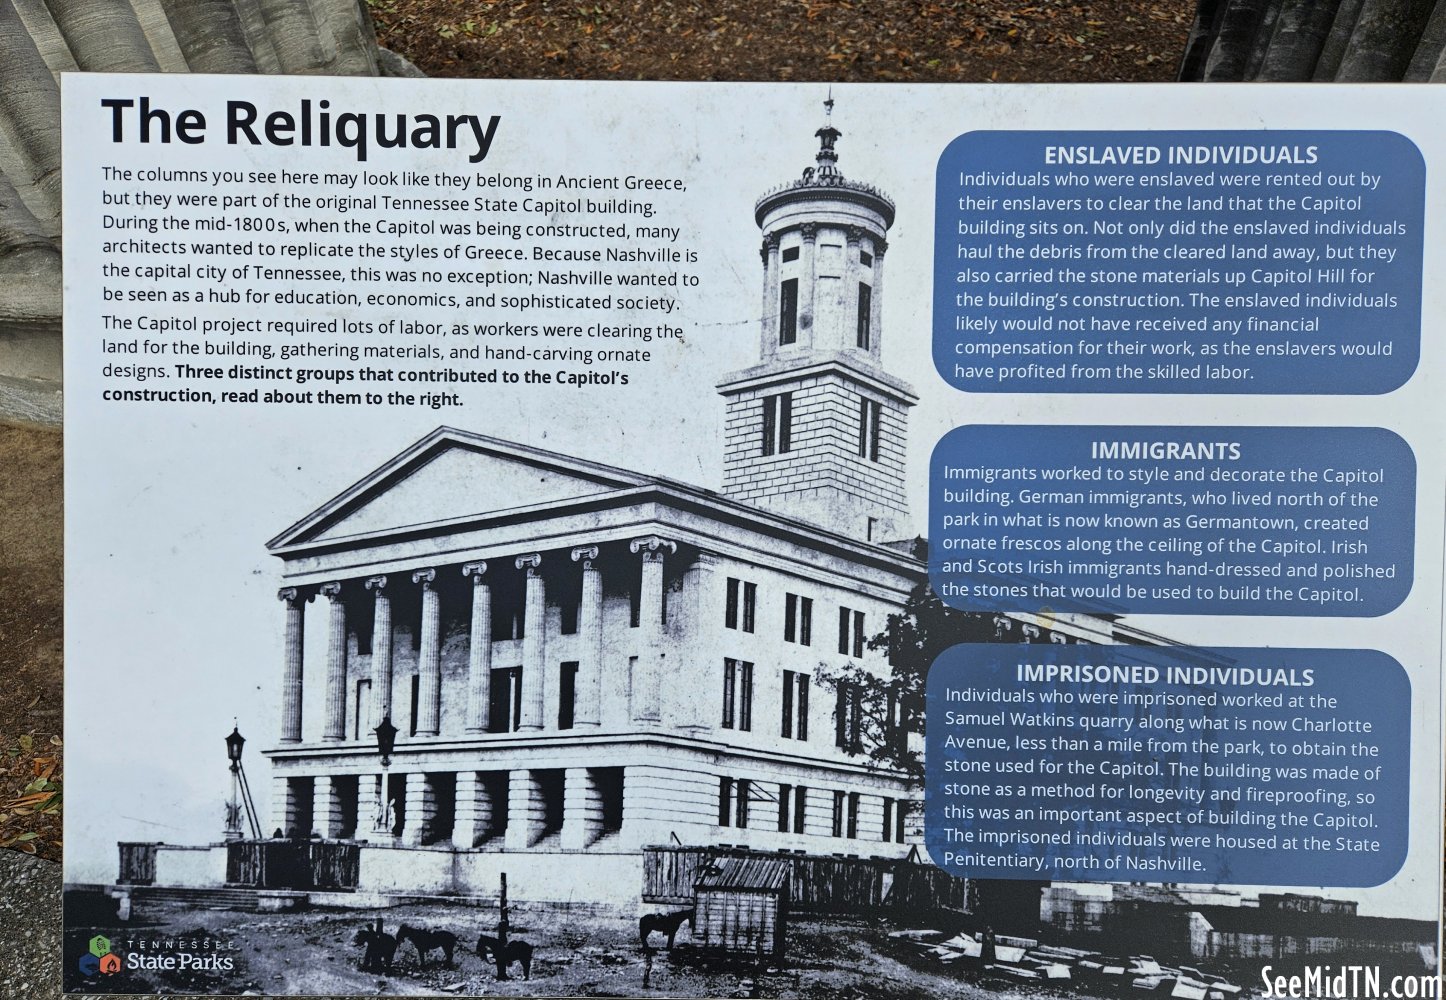 The Reliquary
The columns you see here may look like they belong in Ancient Greece,
but they were part of the original Tennessee State Capitol building.
During the mid-1800s, when the Capitol was being constructed, many
architects wanted to replicate the styles of Greece. Because Nashville is
the capital city of Tennessee, this was no exception; Nashville wanted to
be seen as a hub for education, economics, and sophisticated society.
The Capitol project required lots of labor, as workers were clearing the
land for the building, gathering materials, and hand-carving ornate
designs. Three distinct groups that contributed to the Capitol's
construction, read about them to the right.
ENSLAVED INDIVIDUALS
Individuals who were enslaved were rented out by
their enslavers to clear the land that the Capitol
building sits on. Not only did the enslaved individuals
haul the debris from the cleared land away, but they
also carried the stone materials up Capitol Hill for
the building's construction. The enslaved individuals
likely would not have received any financial
compensation for their work, as the enslavers would
have profited from the skilled labor.
IMMIGRANTS
Immigrants worked to style and decorate the Capitol
building. German immigrants, who lived north of the
park in what is now known as Germantown, created
ornate frescos along the ceiling of the Capitol. Irish
and Scots Irish immigrants hand-dressed and polished
the stones that would be used to build the Capitol.
IMPRISONED INDIVIDUALS
Individuals who were imprisoned worked at the
Samuel Watkins quarry along what is now Charlotte
Avenue, less than a mile from the park, to obtain the
stone used for the Capitol. The building was made of
stone as a method for longevity and fireproofing, so
this was an important aspect of building the Capitol.
The imprisoned individuals were housed at the State
Penitentiary, north of Nashville.
TENNESSEE
State Parks
SeeMidTN.com